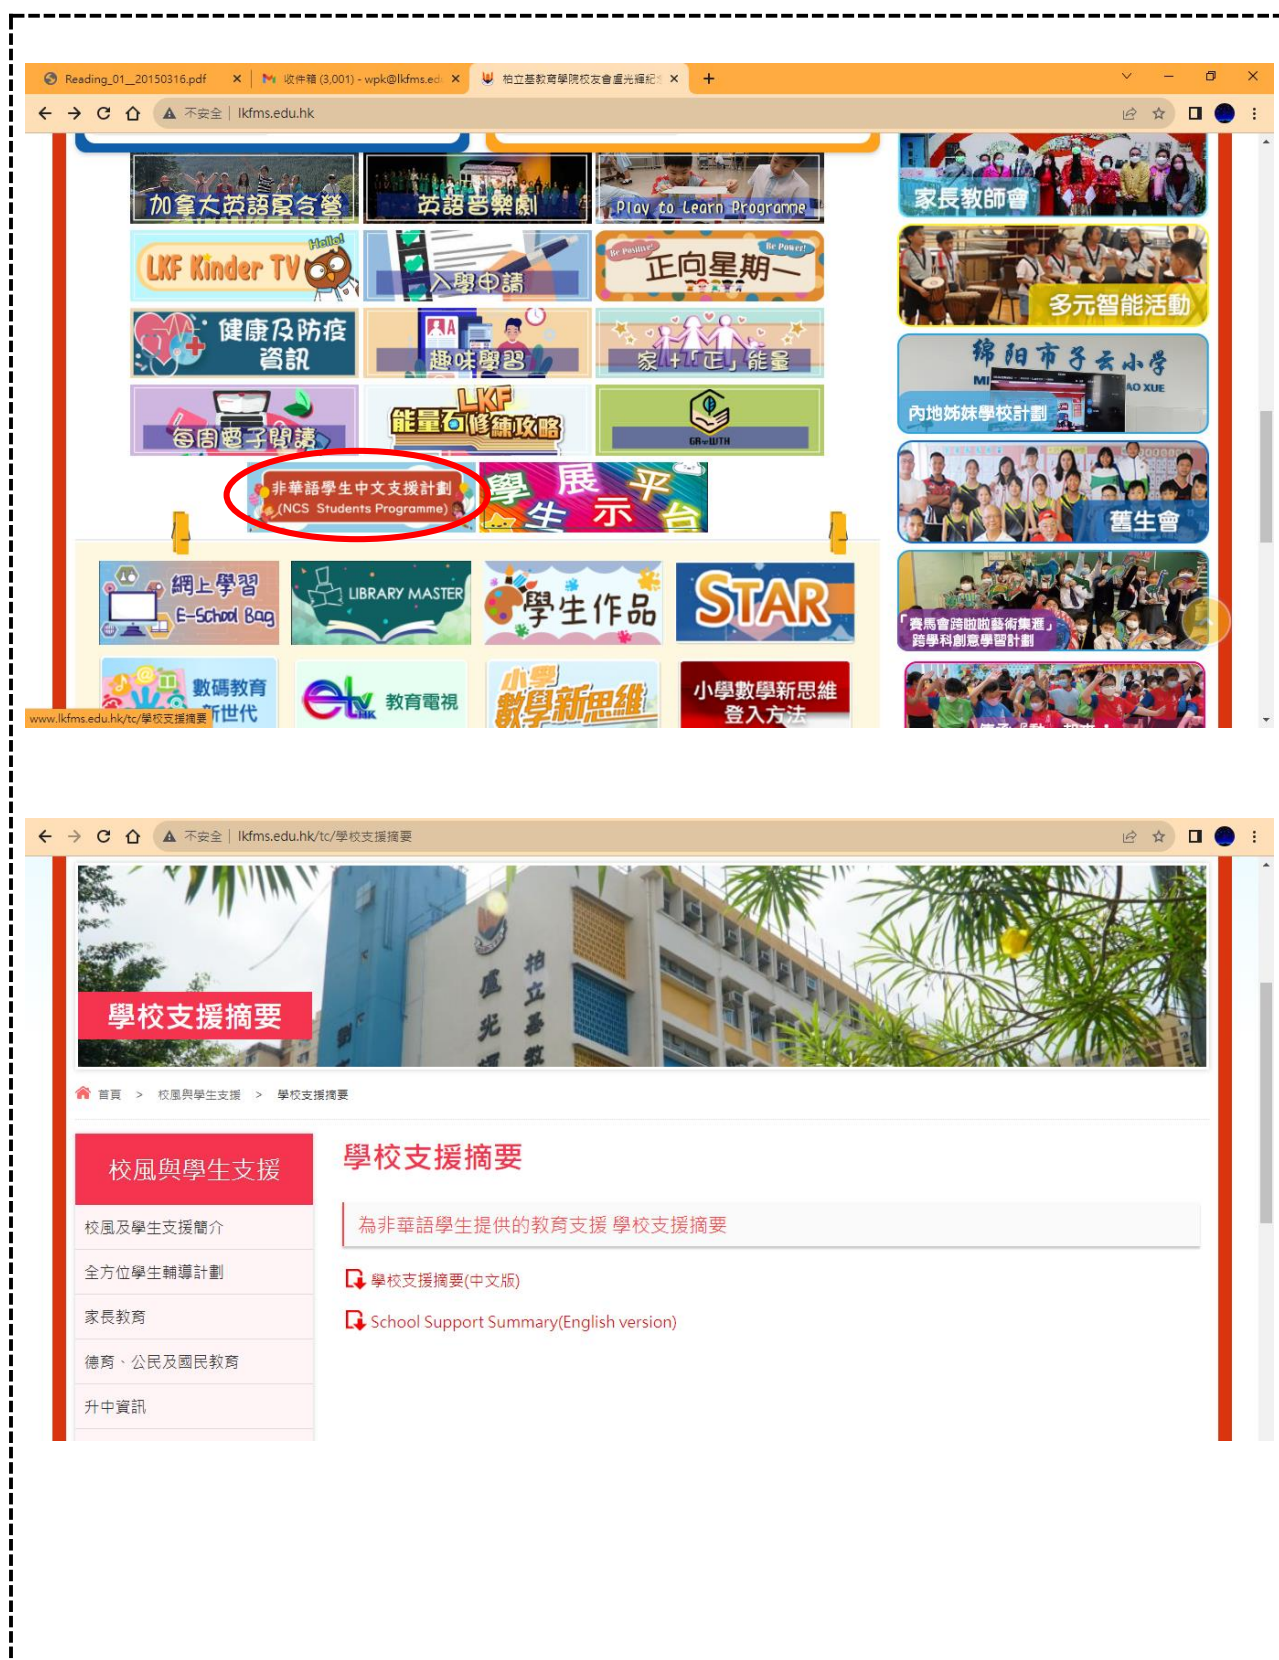 Reading_01__20150316.pdf
收件箱 (3,001) - wpk@lkfms.ed
柏立基教育學院校友會盧光輝紀
不安全 | lkfms.edu.hk
加拿大英語夏令營
英語音樂劇
Play to Learn Programme
家長教師會
LKF Kinder TV
Hello!
入學申請
Be Positive!
正向星期一
Be Power!
多元智能活動
健康及防疫
資訊
趣味學習
家+「正」能量
綿阳市子云小学
內地姊妹學校計劃
每周電子閱讀
LKF
能量石修練攻略
GRoWTH
非華語學生中文支援計劃
(NCS Students Programme)
學生展示平台
舊生會
網上學習
E-School Bag
LIBRARY MASTER
學生作品
STAR
「賽馬會跨啦啦藝術集滙」
跨學科創意學習計劃
數碼教育
新世代
etv
HK
教育電視
小學
數學新思維
小學數學新思維
登入方法
www.lkfms.edu.hk/tc/學校支援摘要
不安全 | lkfms.edu.hk/tc/學校支援摘要
柏立基教
盧光輝
學校支援摘要
首頁 > 校風與學生支援 > 學校支援摘要
校風與學生支援
學校支援摘要
校風及學生支援簡介
為非華語學生提供的教育支援 學校支援摘要
全方位學生輔導計劃
學校支援摘要(中文版)
家長教育
School Support Summary(English version)
德育、公民及國民教育
升中資訊